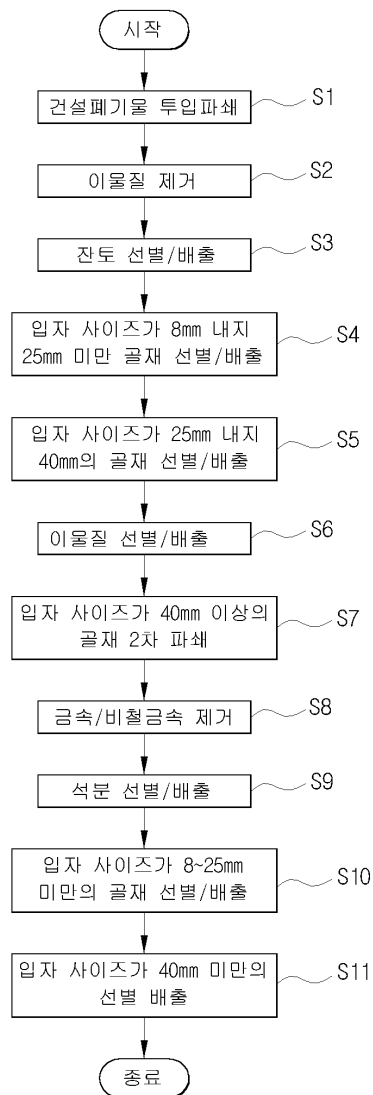 시작
건설폐기물 투입파쇄
S1
이물질 제거
S2
잔토 선별/배출
S3
입자 사이즈가 8mm 내지
25mm 미만 골재 선별/배출
S4
입자 사이즈가 25mm 내지
40mm의 골재 선별/배출
S5
이물질 선별/배출
S6
입자 사이즈가 40mm 이상의
골재 2차 파쇄
S7
금속/비철금속 제거
S8
석분 선별/배출
S9
입자 사이즈가 8~25mm
미만의 골재 선별/배출
S10
입자 사이즈가 40mm 미만의
선별 배출
S11
종료